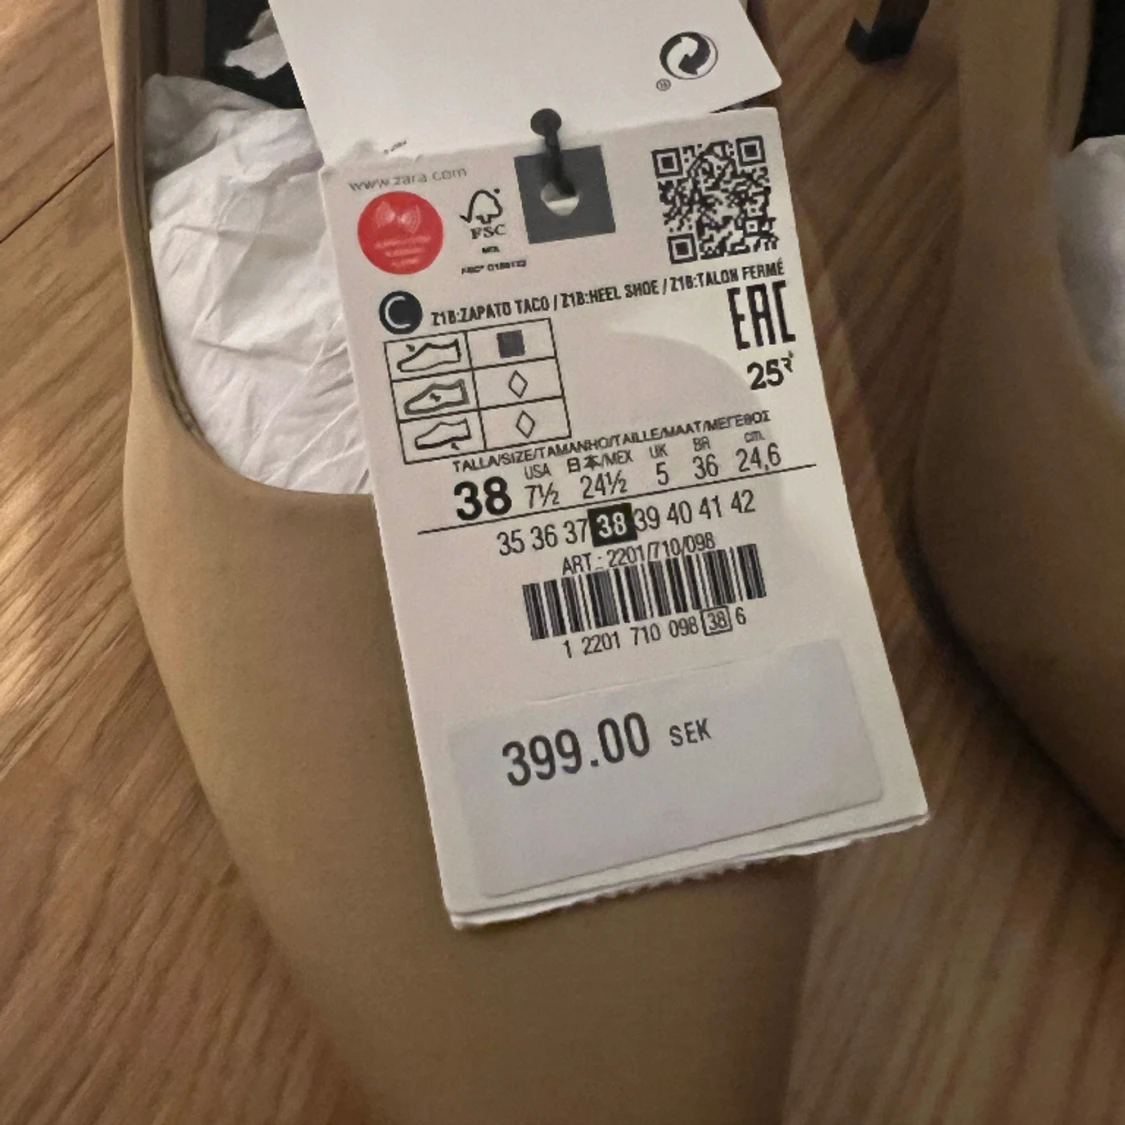 www.zara.com
FSC
MIX
Z1B:ZAPATO TACO / Z1B:HEEL SHOE / Z1B:TALON FERMÉ
EAC
25
TALLA/SIZE/TAMANHO/TAILLE/MAAT/ΜΕΓΕΘΟΣ
USA 日本/MEX UK BR cm.
38 7½ 24½ 5 36 24,6
35 36 37 38 39 40 41 42
ART.: 2201/710/098
1 2201 710 098 38 6
399.00 SEK